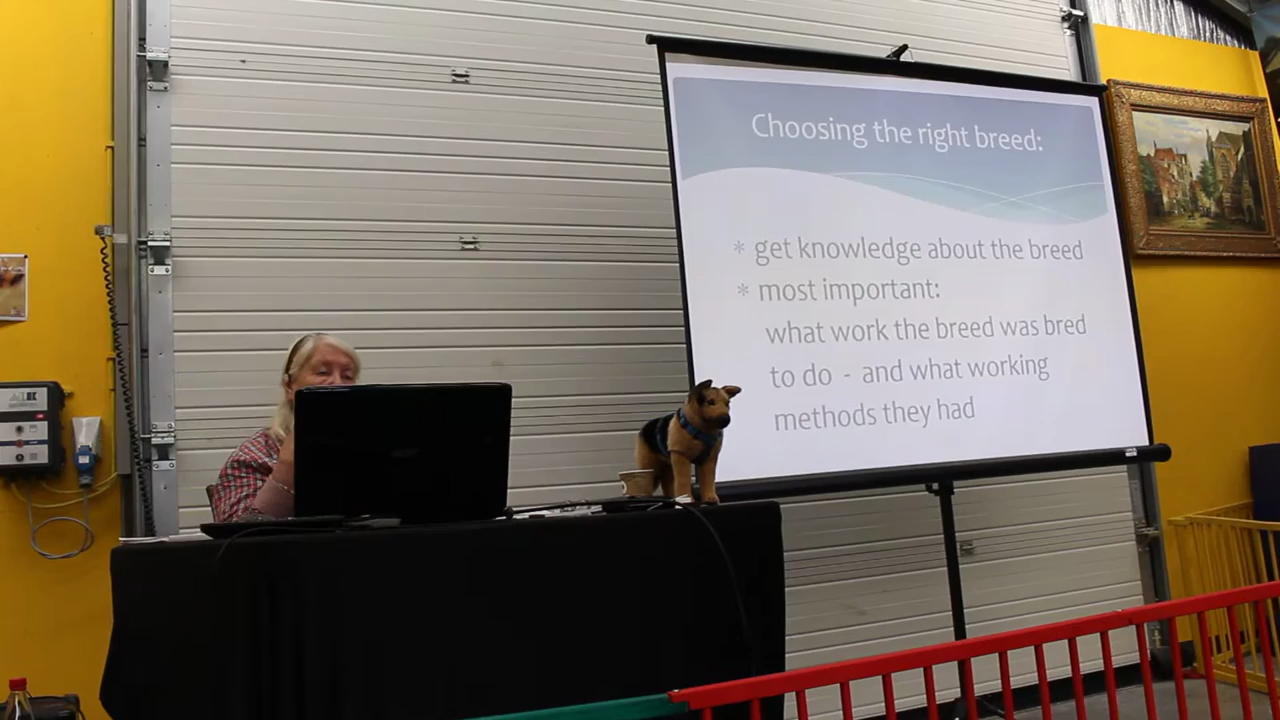 Choosing the right breed:
* get knowledge about the breed
* most important:
what work the breed was bred
to do - and what working
methods they had